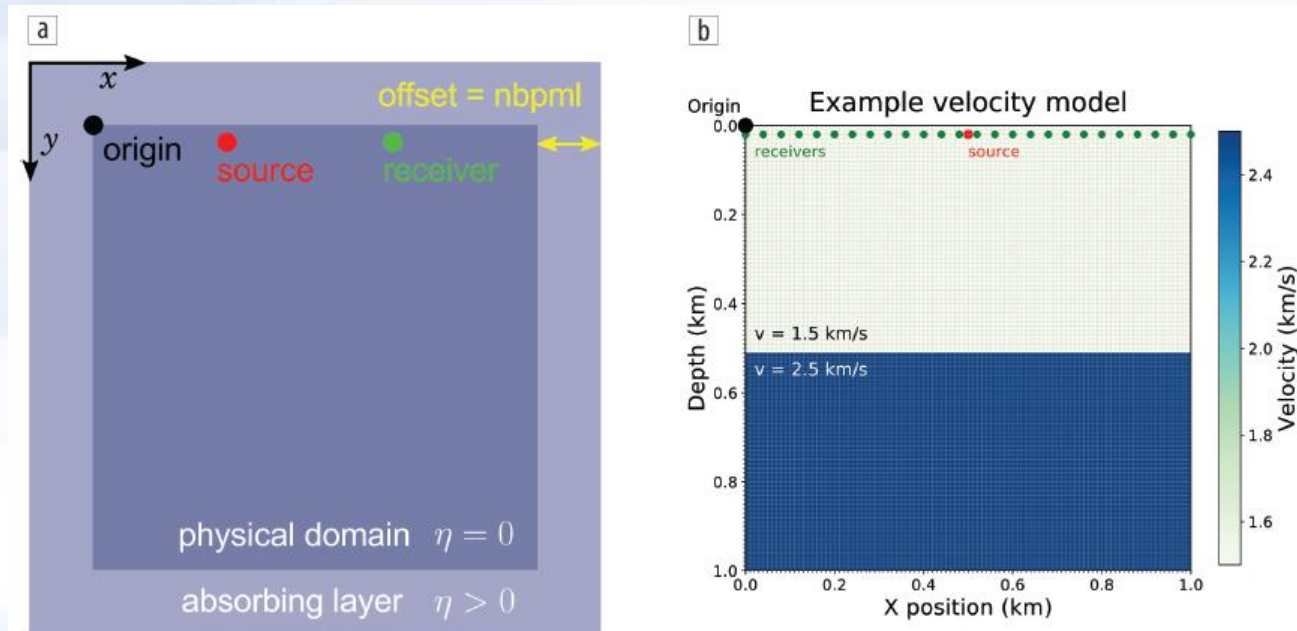 a
x
y
offset = nbpml
origin
source
receiver
physical domain η = 0
absorbing layer η > 0
b
Example velocity model
Origin
receivers
source
v = 1.5 km/s
v = 2.5 km/s
0.0
0.2
0.4
0.6
0.8
1.0
Depth (km)
0.0 0.2 0.4 0.6 0.8 1.0
X position (km)
2.4
2.2
2.0
1.8
1.6
Velocity (km/s)